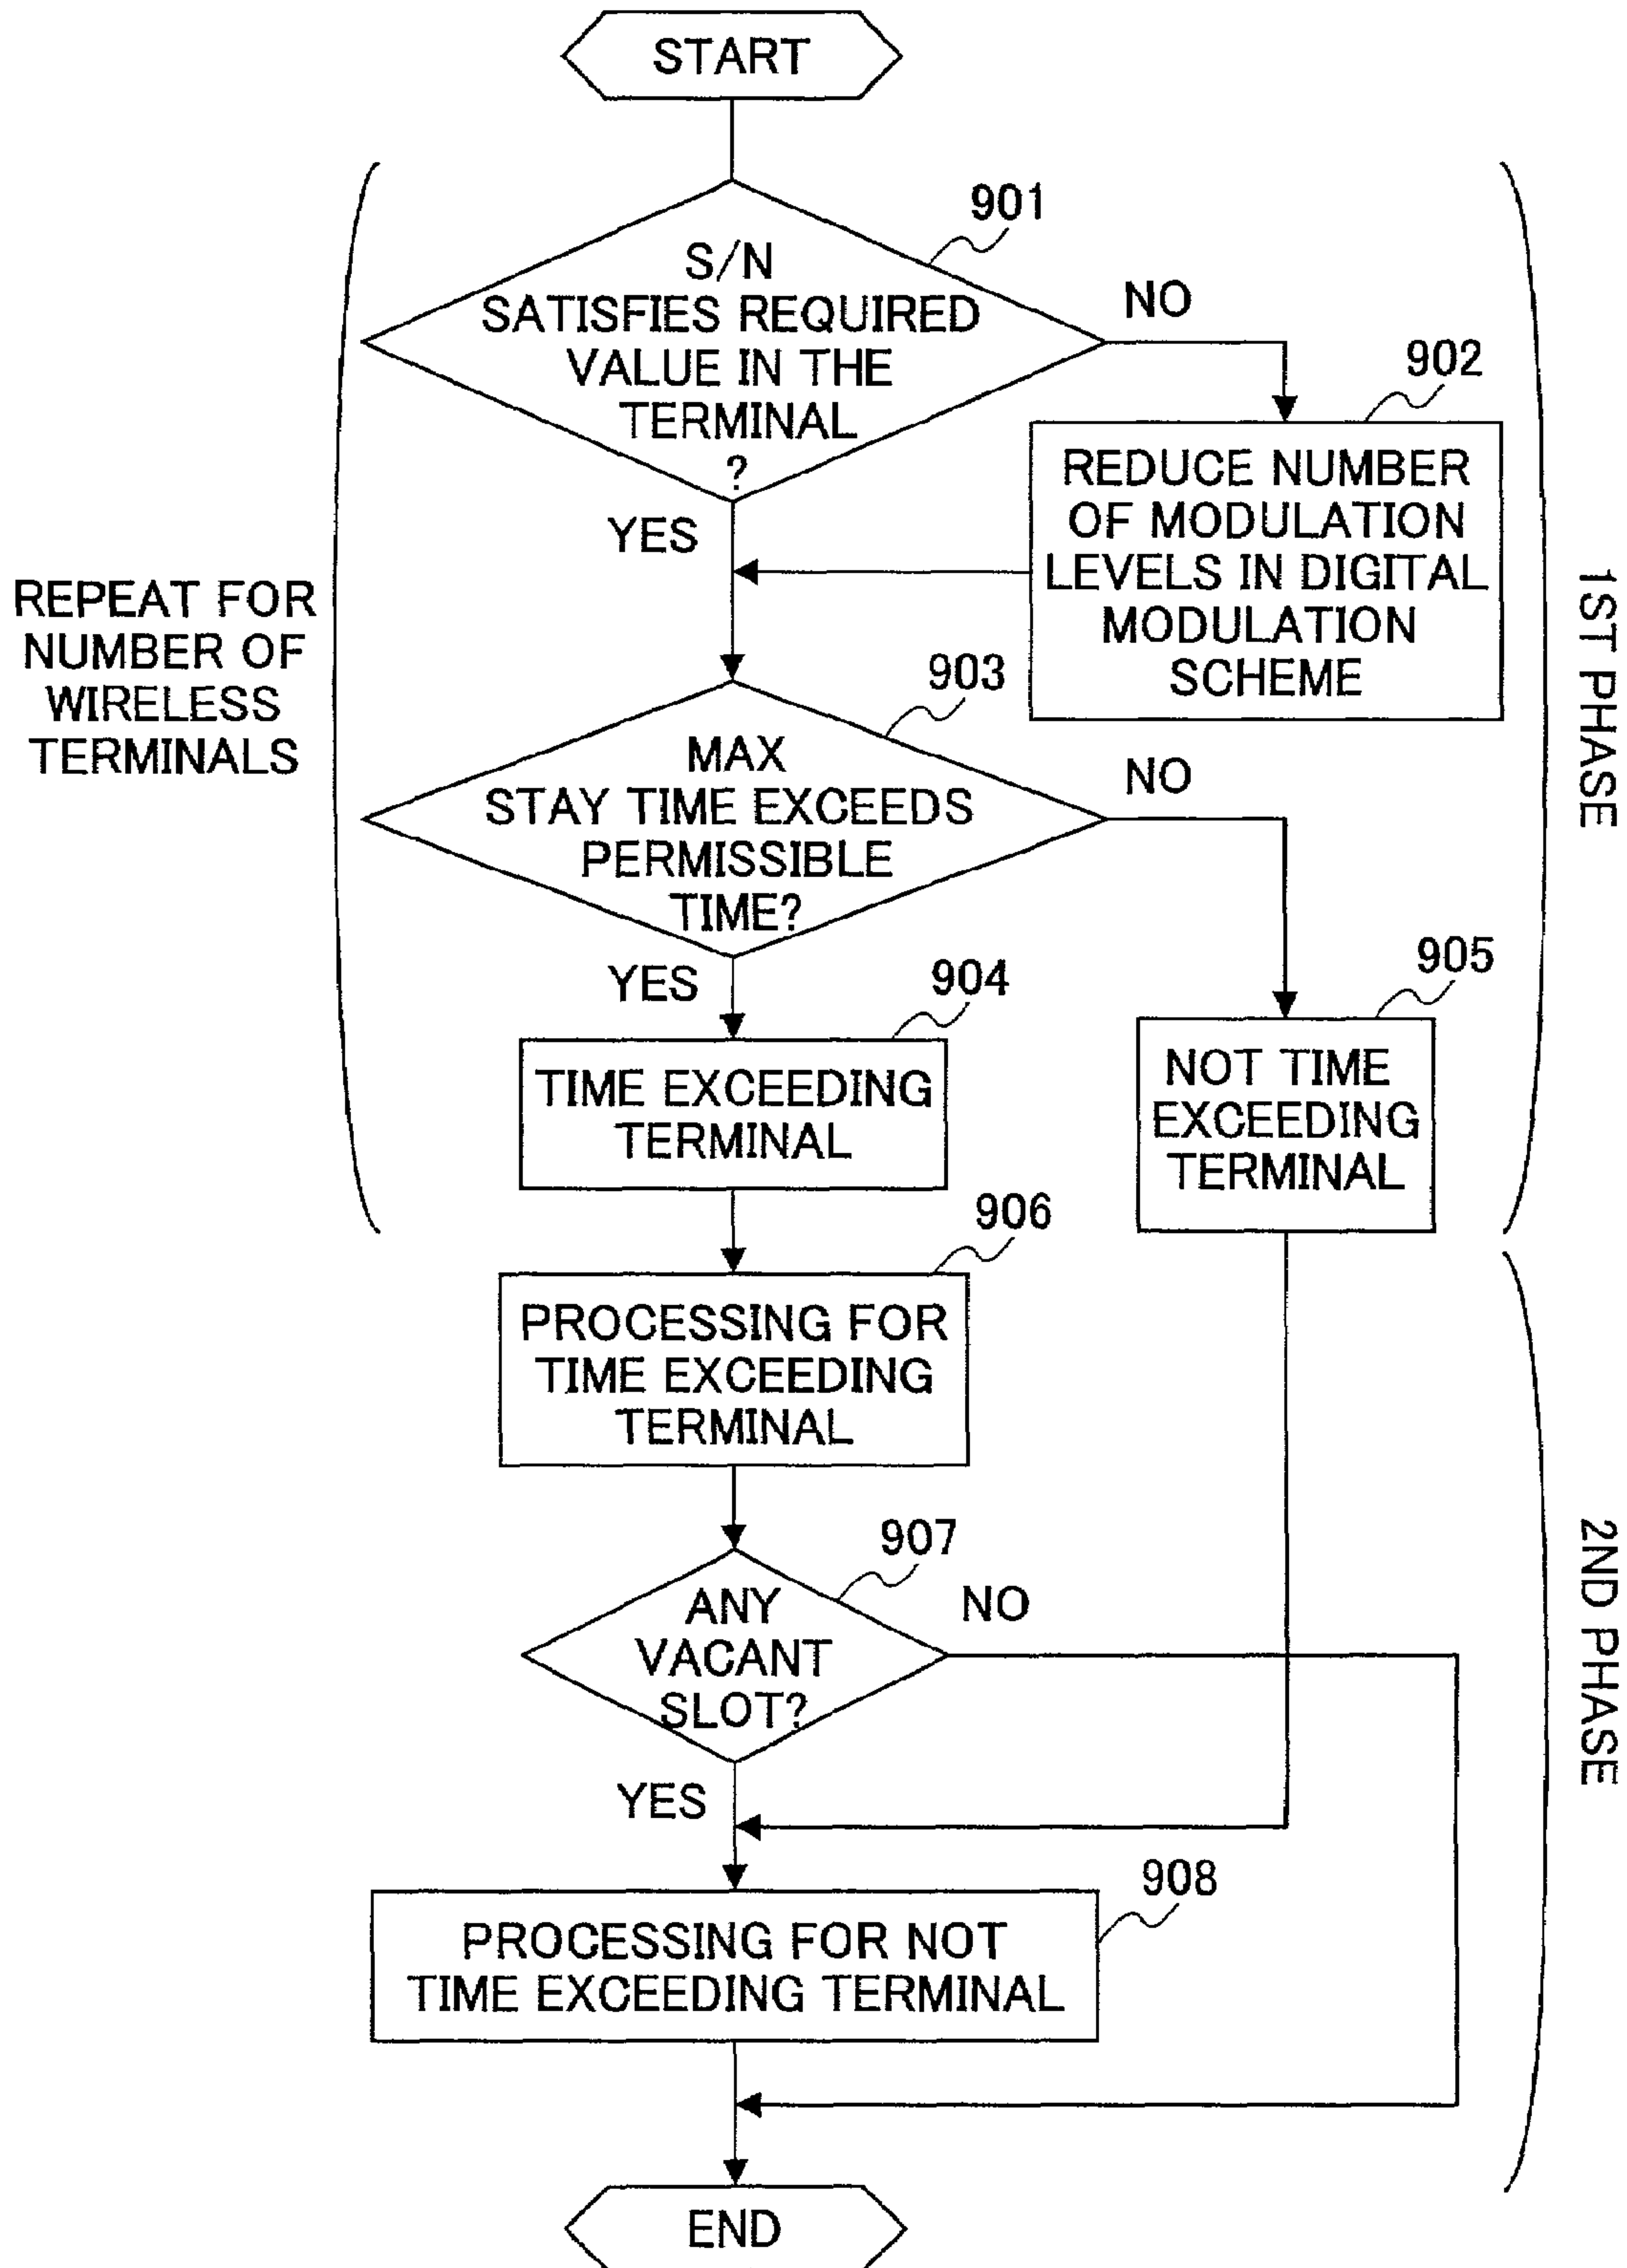 START
901
S/N
SATISFIES REQUIRED
VALUE IN THE
TERMINAL
?
NO
YES
902
REDUCE NUMBER
OF MODULATION
LEVELS IN DIGITAL
MODULATION
SCHEME
REPEAT FOR
NUMBER OF
WIRELESS
TERMINALS
1ST PHASE
903
MAX
STAY TIME EXCEEDS
PERMISSIBLE
TIME?
NO
YES
904
TIME EXCEEDING
TERMINAL
905
NOT TIME
EXCEEDING
TERMINAL
906
PROCESSING FOR
TIME EXCEEDING
TERMINAL
907
ANY
VACANT
SLOT?
NO
YES
2ND PHASE
908
PROCESSING FOR NOT
TIME EXCEEDING TERMINAL
END